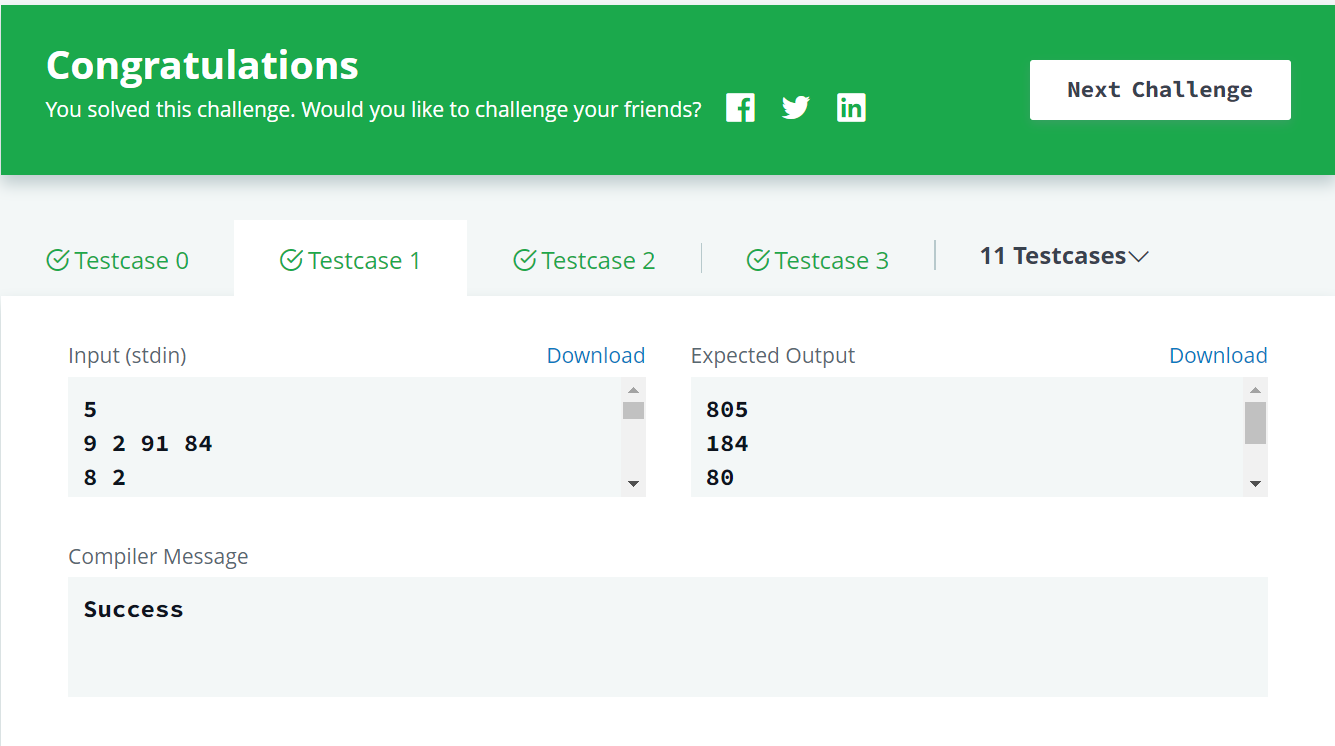 Congratulations
You solved this challenge. Would you like to challenge your friends?
Next Challenge
Testcase 0
Testcase 1
Testcase 2
Testcase 3
11 Testcases
Input (stdin)
Download
5
9 2 91 84
8 2
Expected Output
Download
805
184
80
Compiler Message
Success